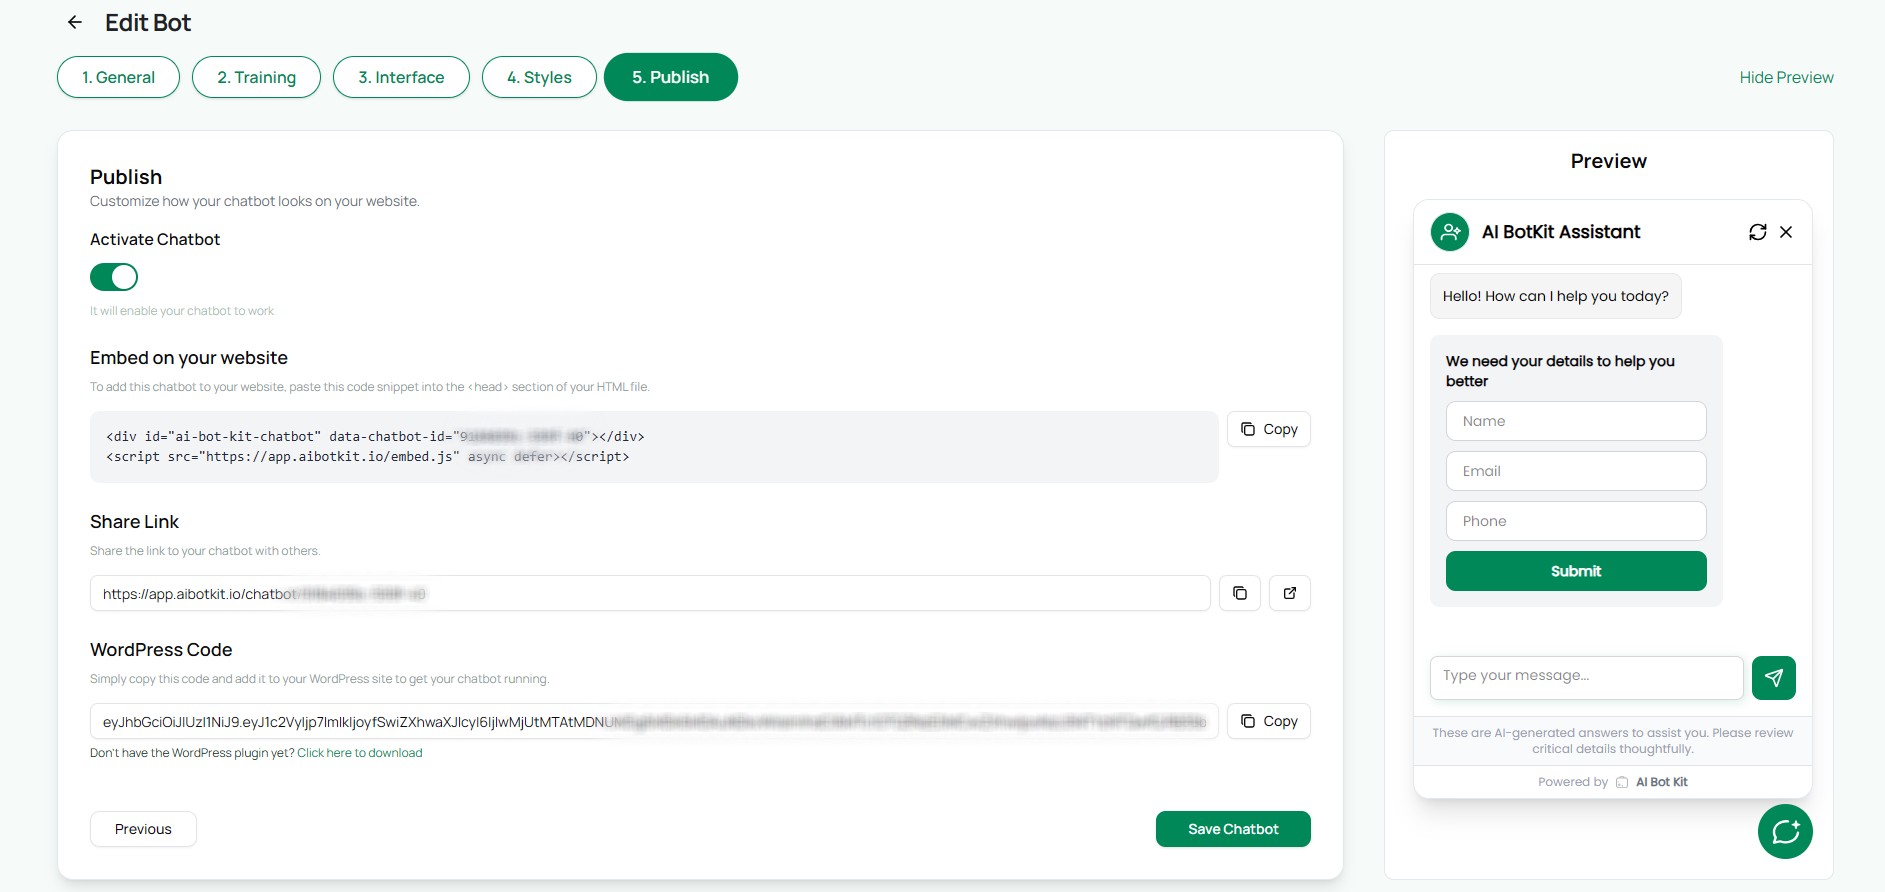 Edit Bot
1. General
2. Training
3. Interface
4. Styles
5. Publish
Hide Preview
Publish
Customize how your chatbot looks on your website.
Activate Chatbot
It will enable your chatbot to work
Embed on your website
To add this chatbot to your website, paste this code snippet into the <head> section of your HTML file.
<div id="ai-bot-kit-chatbot" data-chatbot-id="></div>
<script src="https://app.aibotkit.io/embed.js" async defer></script>
Copy
Share Link
Share the link to your chatbot with others.
https://app.aibotkit.io/chatbot
WordPress Code
Simply copy this code and add it to your WordPress site to get your chatbot running.
Copy
Don't have the WordPress plugin yet? Click here to download
Previous
Save Chatbot
Preview
AI BotKit Assistant
Hello! How can I help you today?
We need your details to help you
better
Name
Email
Phone
Submit
Type your message...
These are AI-generated answers to assist you. Please review
critical details thoughtfully.
Powered by AI Bot Kit